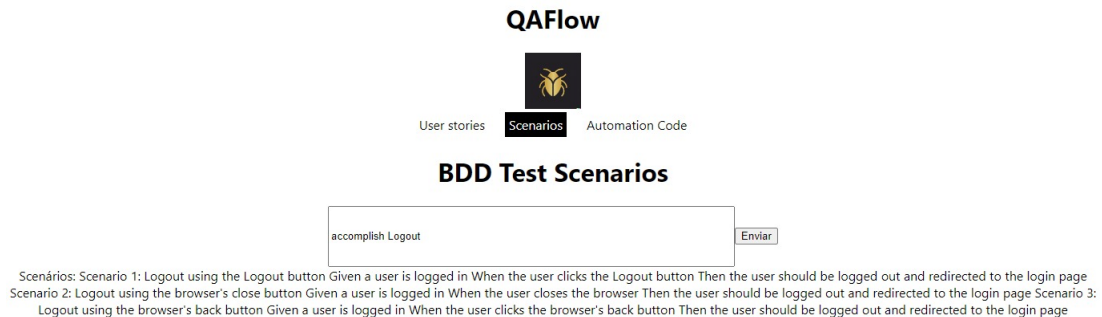 QAFlow
User stories Scenarios Automation Code
BDD Test Scenarios
accomplish Logout Enviar
Scenários: Scenario 1: Logout using the Logout button Given a user is logged in When the user clicks the Logout button Then the user should be logged out and redirected to the login page
Scenario 2: Logout using the browser's close button Given a user is logged in When the user closes the browser Then the user should be logged out and redirected to the login page Scenario 3:
Logout using the browser's back button Given a user is logged in When the user clicks the browser's back button Then the user should be logged out and redirected to the login page